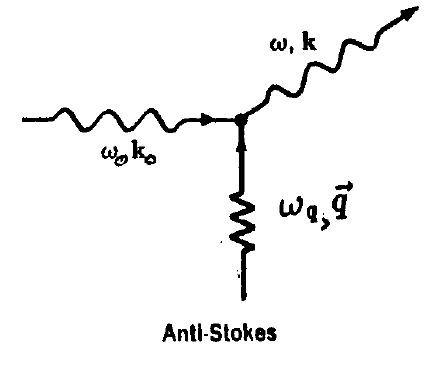 ω, k
ω₀ k₀
ω_q, q⃗
Anti-Stokes